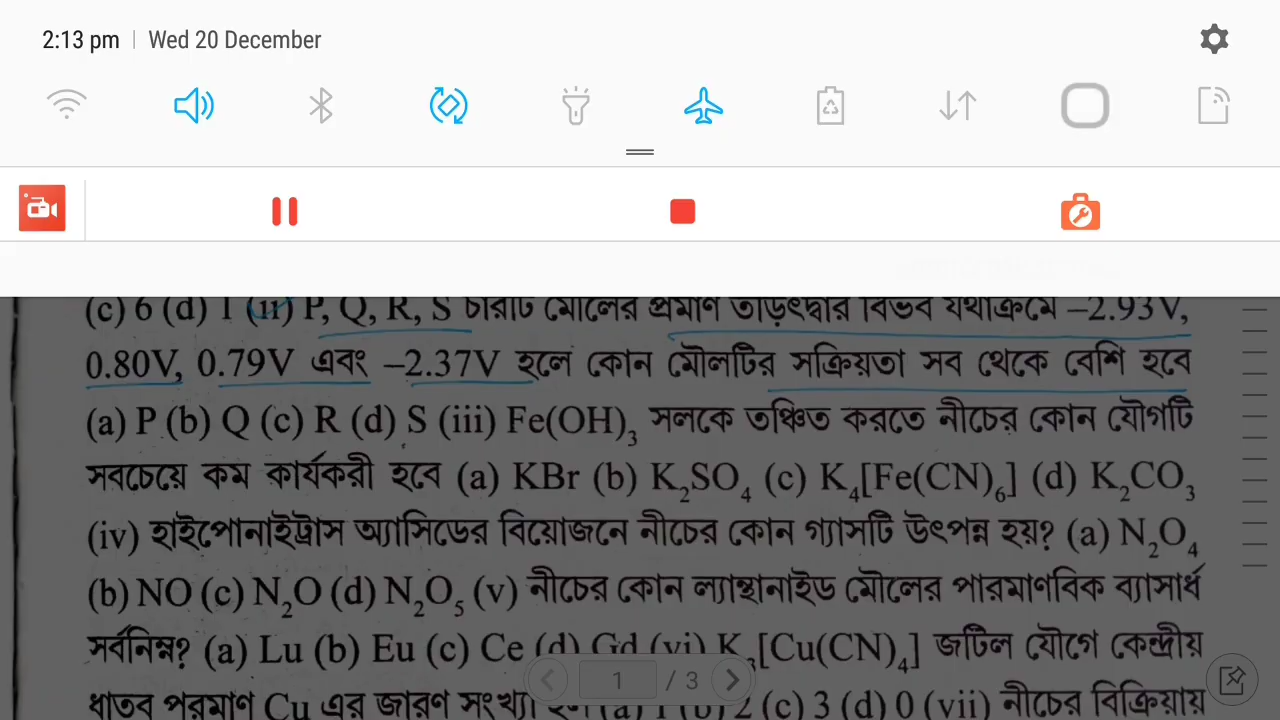 2:13 pm | Wed 20 December
(c) 6 (d) 1 (ii) P, Q, R, S চারটি মৌলের প্রমাণ তড়িৎদ্বার বিভব যথাক্রমে –2.93V,
0.80V, 0.79V এবং –2.37V হলে কোন মৌলটির সক্রিয়তা সব থেকে বেশি হবে
(a) P (b) Q (c) R (d) S (iii) Fe(OH)₃ সলকে তঞ্চিত করতে নীচের কোন যৌগটি
সবচেয়ে কম কার্যকরী হবে (a) KBr (b) K₂SO₄ (c) K₄[Fe(CN)₆] (d) K₂CO₃
(iv) হাইপোনাইট্রাস অ্যাসিডের বিয়োজনে নীচের কোন গ্যাসটি উৎপন্ন হয়? (a) N₂O₄
(b) NO (c) N₂O (d) N₂O₅ (v) নীচের কোন ল্যান্থানাইড মৌলের পারমাণবিক ব্যাসার্ধ
সর্বনিম্ন? (a) Lu (b) Eu (c) Ce (d) Gd (vi) K₃[Cu(CN)₄] জটিল যৌগে কেন্দ্রীয়
ধাতব পরমাণু Cu এর জারণ সংখ্যা হল (a) 1 (b) 2 (c) 3 (d) 0 (vii) নীচের বিক্রিয়ায়
1 / 3